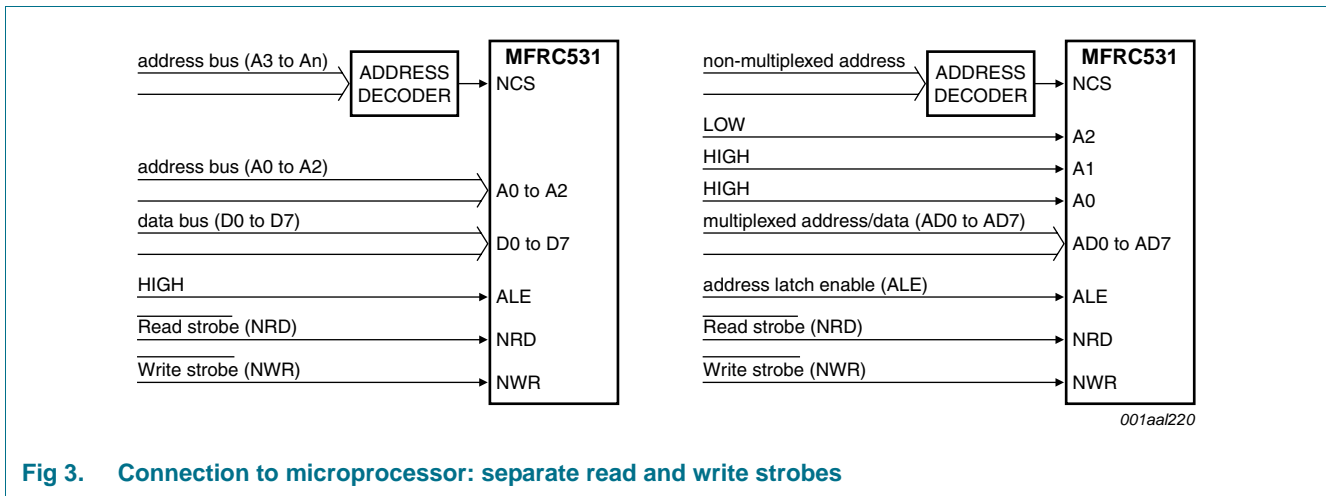 address bus (A3 to An)
ADDRESS
DECODER
MFRC531
NCS
address bus (A0 to A2)
A0 to A2
data bus (D0 to D7)
D0 to D7
HIGH
ALE
Read strobe (NRD)
NRD
Write strobe (NWR)
NWR
non-multiplexed address
ADDRESS
DECODER
MFRC531
NCS
LOW
A2
HIGH
A1
HIGH
A0
multiplexed address/data (AD0 to AD7)
AD0 to AD7
address latch enable (ALE)
ALE
Read strobe (NRD)
NRD
Write strobe (NWR)
NWR
001aal220
Fig 3. Connection to microprocessor: separate read and write strobes